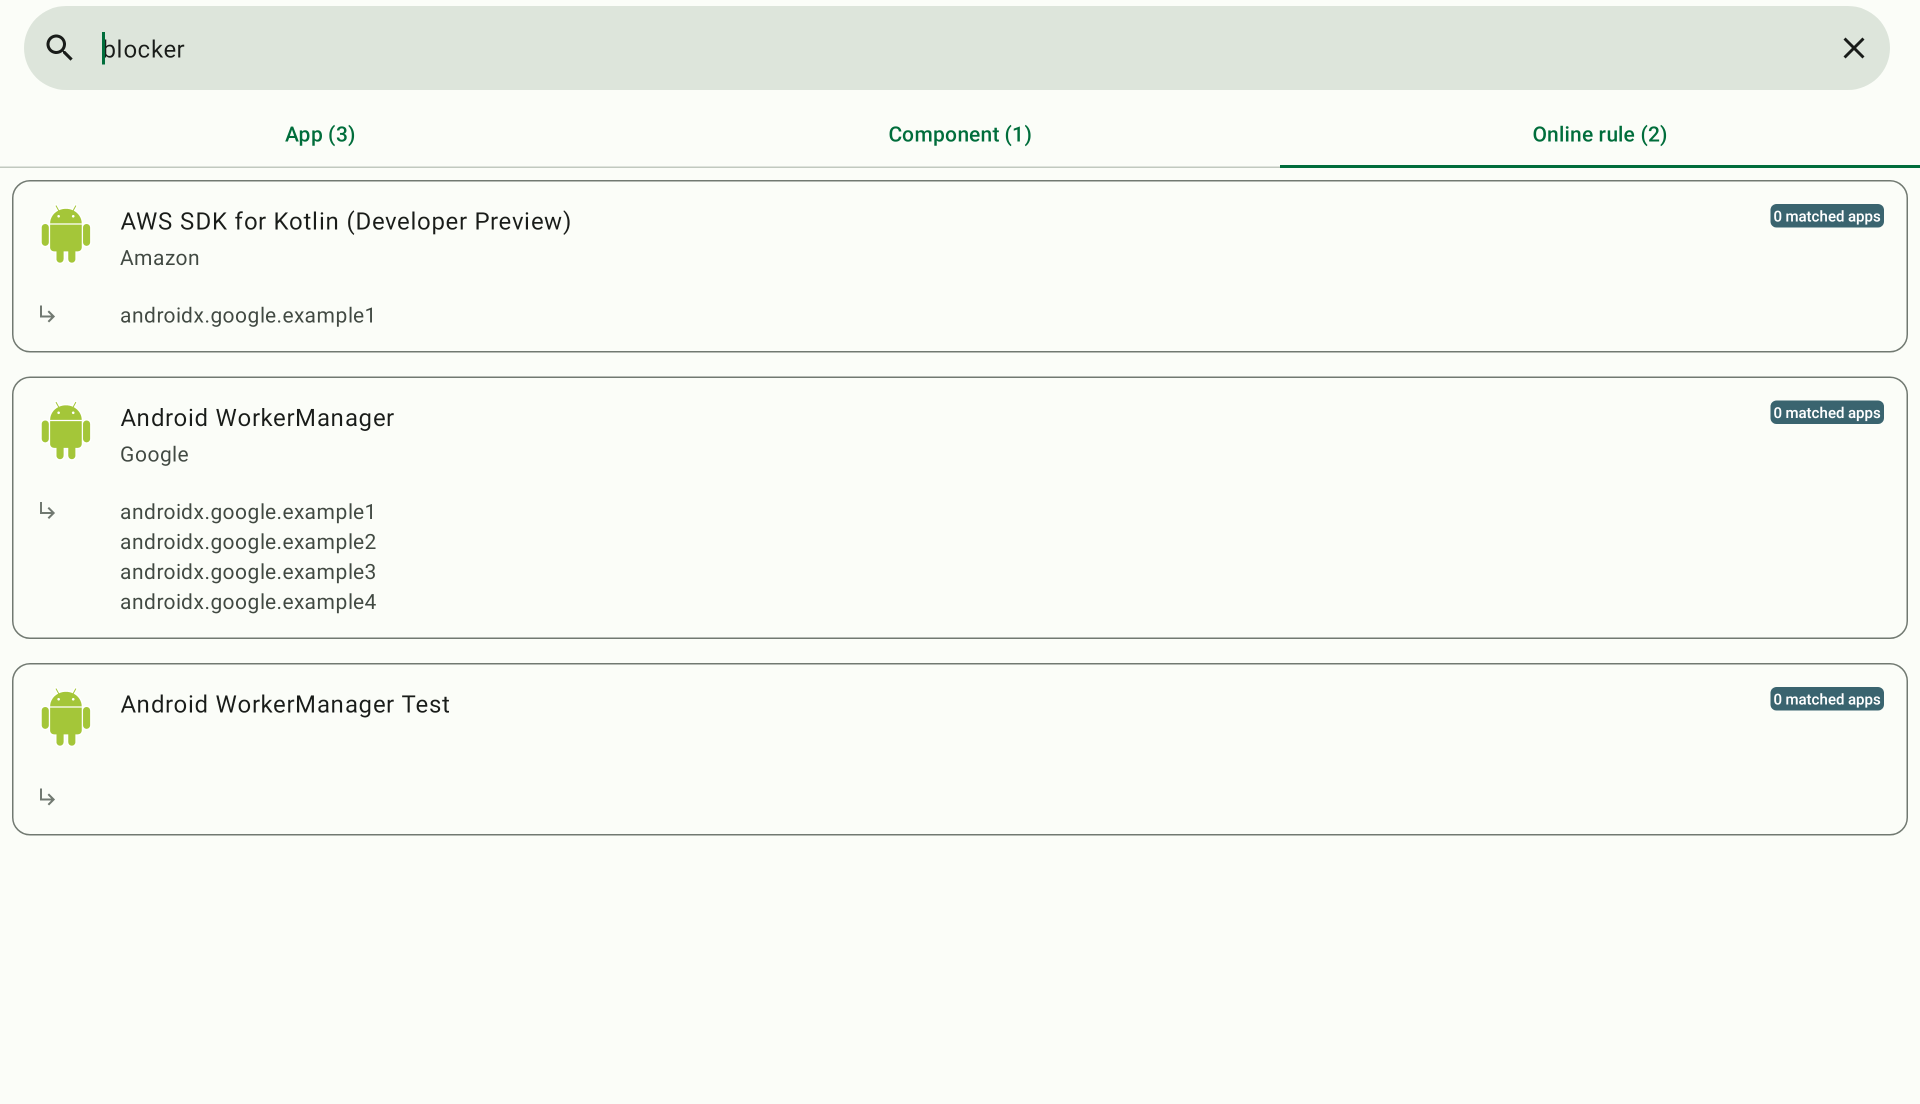 blocker
App (3)
Component (1)
Online rule (2)
AWS SDK for Kotlin (Developer Preview)
0 matched apps
Amazon
androidx.google.example1
Android WorkerManager
0 matched apps
Google
androidx.google.example1
androidx.google.example2
androidx.google.example3
androidx.google.example4
Android WorkerManager Test
0 matched apps